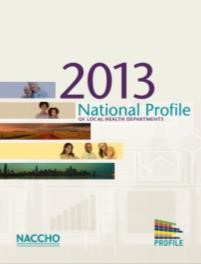 2013
National Profile
OF LOCAL HEALTH DEPARTMENTS
NACCHO
PROFILE